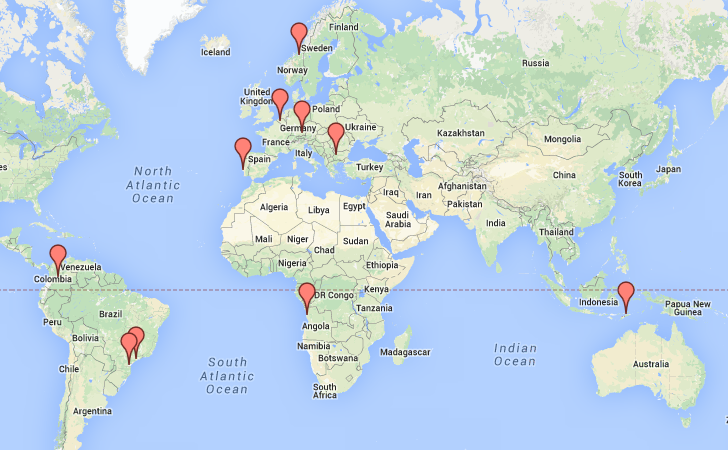 Finland
Iceland
Sweden
Norway
Russia
United
Kingdom
Poland
Germany
Ukraine
France
Kazakhstan
Mongolia
Spain
Italy
Turkey
Japan
South
Korea
China
es
North
Atlantic
Ocean
Afghanistan
Iraq
Iran
Pakistan
Algeria
Libya
Egypt
Saudi
Arabia
India
Thailand
Mali
Niger
Chad
Sudan
Nigeria
Ethiopia
Venezuela
Colombia
DR Congo
Kenya
Tanzania
Indonesia
Papua New
Guinea
Peru
Brazil
Angola
Bolivia
Namibia
Botswana
Madagascar
Chile
South
Atlantic
Ocean
Indian
Ocean
Australia
South
Africa
Argentina